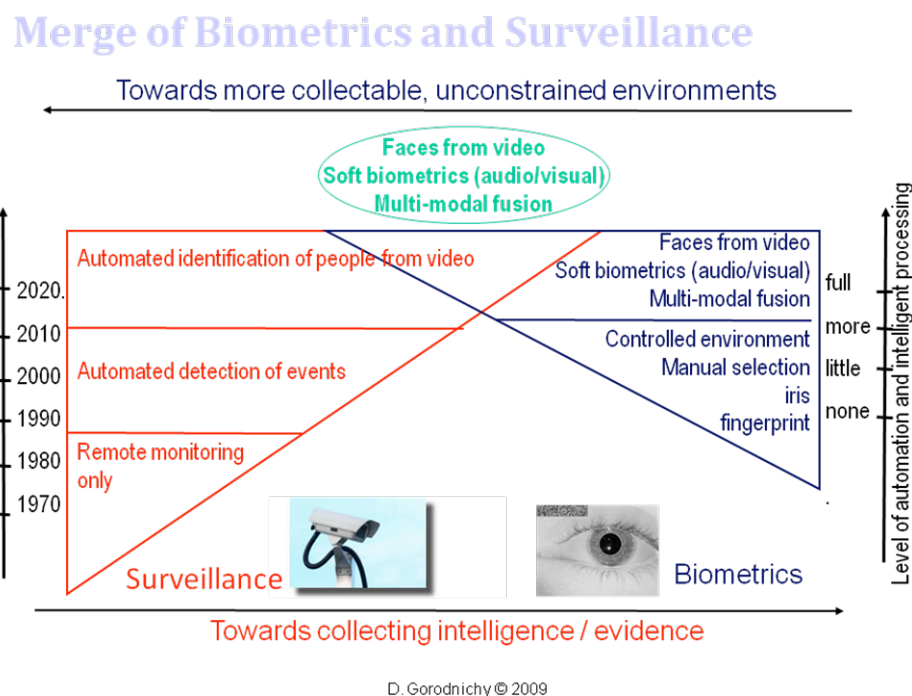 Merge of Biometrics and Surveillance
Towards more collectable, unconstrained environments
Faces from video
Soft biometrics (audio/visual)
Multi-modal fusion
Automated identification of people from video
Faces from video
Soft biometrics (audio/visual)
Multi-modal fusion
Controlled environment
Manual selection
iris
fingerprint
Automated detection of events
Remote monitoring
only
2020.
2010
2000
1990
1980
1970
full
more
little
none
Level of automation and intelligent processing
.
Surveillance
Biometrics
Towards collecting intelligence / evidence
D. Gorodnichy © 2009